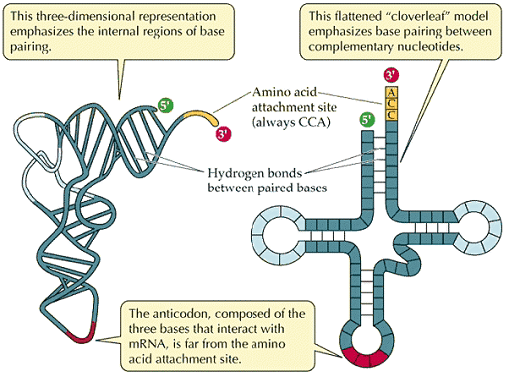 This three-dimensional representation
emphasizes the internal regions of base
pairing.
This flattened “cloverleaf” model
emphasizes base pairing between
complementary nucleotides.
5'
3'
Amino acid
attachment site
(always CCA)
3'
A
C
C
5'
Hydrogen bonds
between paired bases
The anticodon, composed of the
three bases that interact with
mRNA, is far from the amino
acid attachment site.